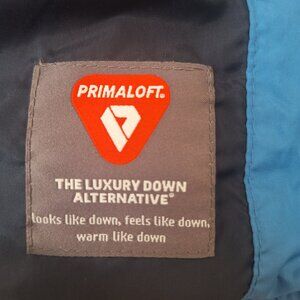 PRIMALOFT®
THE LUXURY DOWN
ALTERNATIVE®
looks like down, feels like down,
warm like down